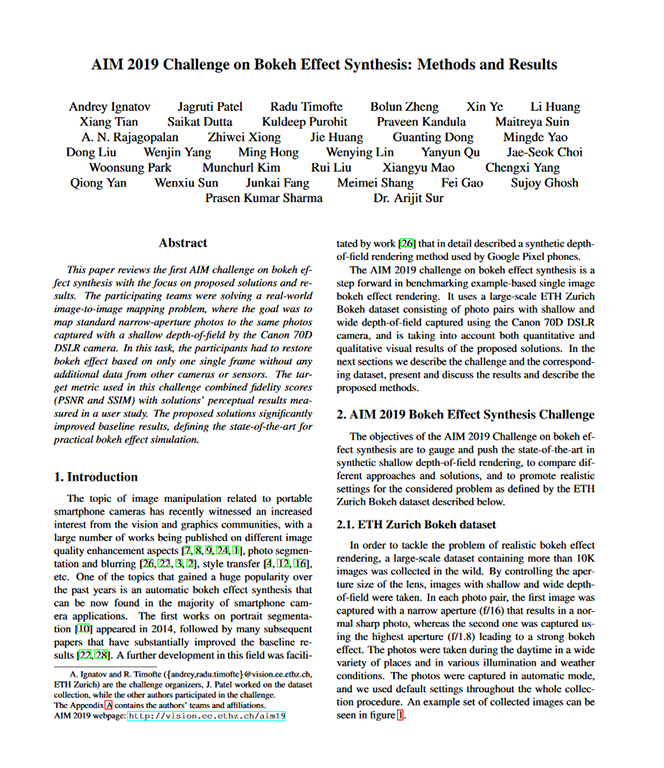 AIM 2019 Challenge on Bokeh Effect Synthesis: Methods and Results
Andrey Ignatov Jagruti Patel Radu Timofte Bolun Zheng Xin Ye Li Huang
Xiang Tian Saikat Dutta Kuldeep Purohit Praveen Kandula Maitreya Suin
A. N. Rajagopalan Zhiwei Xiong Jie Huang Guanting Dong Mingde Yao
Dong Liu Wenjin Yang Ming Hong Wenying Lin Yanyun Qu Jae-Seok Choi
Woonsung Park Munchurl Kim Rui Liu Xiangyu Mao Chengxi Yang
Qiong Yan Wenxiu Sun Junkai Fang Meimei Shang Fei Gao Sujoy Ghosh
Prasen Kumar Sharma Dr. Arijit Sur
Abstract
This paper reviews the first AIM challenge on bokeh ef-
fect synthesis with the focus on proposed solutions and re-
sults. The participating teams were solving a real-world
image-to-image mapping problem, where the goal was to
map standard narrow-aperture photos to the same photos
captured with a shallow depth-of-field by the Canon 70D
DSLR camera. In this task, the participants had to restore
bokeh effect based on only one single frame without any
additional data from other cameras or sensors. The tar-
get metric used in this challenge combined fidelity scores
(PSNR and SSIM) with solutions' perceptual results mea-
sured in a user study. The proposed solutions significantly
improved baseline results, defining the state-of-the-art for
practical bokeh effect simulation.
1. Introduction
The topic of image manipulation related to portable
smartphone cameras has recently witnessed an increased
interest from the vision and graphics communities, with a
large number of works being published on different image
quality enhancement aspects [7, 8, 9, 24, 1], photo segmen-
tation and blurring [26, 22, 3, 2], style transfer [4, 12, 16],
etc. One of the topics that gained a huge popularity over
the past years is an automatic bokeh effect synthesis that
can be now found in the majority of smartphone cam-
era applications. The first works on portrait segmenta-
tion [10] appeared in 2014, followed by many subsequent
papers that have substantially improved the baseline re-
sults [22, 28]. A further development in this field was facili-
A. Ignatov and R. Timofte ({andrey,radu.timofte}@vision.ee.ethz.ch,
ETH Zurich) are the challenge organizers, J. Patel worked on the dataset
collection, while the other authors participated in the challenge.
The Appendix A contains the authors' teams and affiliations.
AIM 2019 webpage: http://vision.ee.ethz.ch/aim19
tated by work [26] that in detail described a synthetic depth-
of-field rendering method used by Google Pixel phones.
The AIM 2019 challenge on bokeh effect synthesis is a
step forward in benchmarking example-based single image
bokeh effect rendering. It uses a large-scale ETH Zurich
Bokeh dataset consisting of photo pairs with shallow and
wide depth-of-field captured using the Canon 70D DSLR
camera, and is taking into account both quantitative and
qualitative visual results of the proposed solutions. In the
next sections we describe the challenge and the correspond-
ing dataset, present and discuss the results and describe the
proposed methods.
2. AIM 2019 Bokeh Effect Synthesis Challenge
The objectives of the AIM 2019 Challenge on bokeh ef-
fect synthesis are to gauge and push the state-of-the-art in
synthetic shallow depth-of-field rendering, to compare dif-
ferent approaches and solutions, and to promote realistic
settings for the considered problem as defined by the ETH
Zurich Bokeh dataset described below.
2.1. ETH Zurich Bokeh dataset
In order to tackle the problem of realistic bokeh effect
rendering, a large-scale dataset containing more than 10K
images was collected in the wild. By controlling the aper-
ture size of the lens, images with shallow and wide depth-
of-field were taken. In each photo pair, the first image was
captured with a narrow aperture (f/16) that results in a nor-
mal sharp photo, whereas the second one was captured us-
ing the highest aperture (f/1.8) leading to a strong bokeh
effect. The photos were taken during the daytime in a wide
variety of places and in various illumination and weather
conditions. The photos were captured in automatic mode,
and we used default settings throughout the whole collec-
tion procedure. An example set of collected images can be
seen in figure 1.